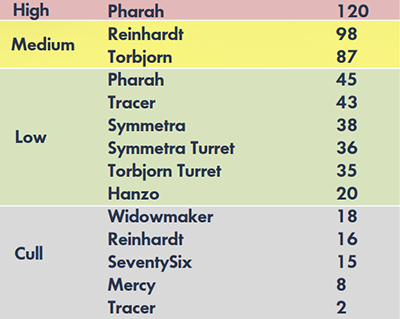 High Pharah 120
Medium Reinhardt 98
Torbjorn 87
Low Pharah 45
Tracer 43
Symmetra 38
Symmetra Turret 36
Torbjorn Turret 35
Hanzo 20
Cull Widowmaker 18
Reinhardt 16
SeventySix 15
Mercy 8
Tracer 2